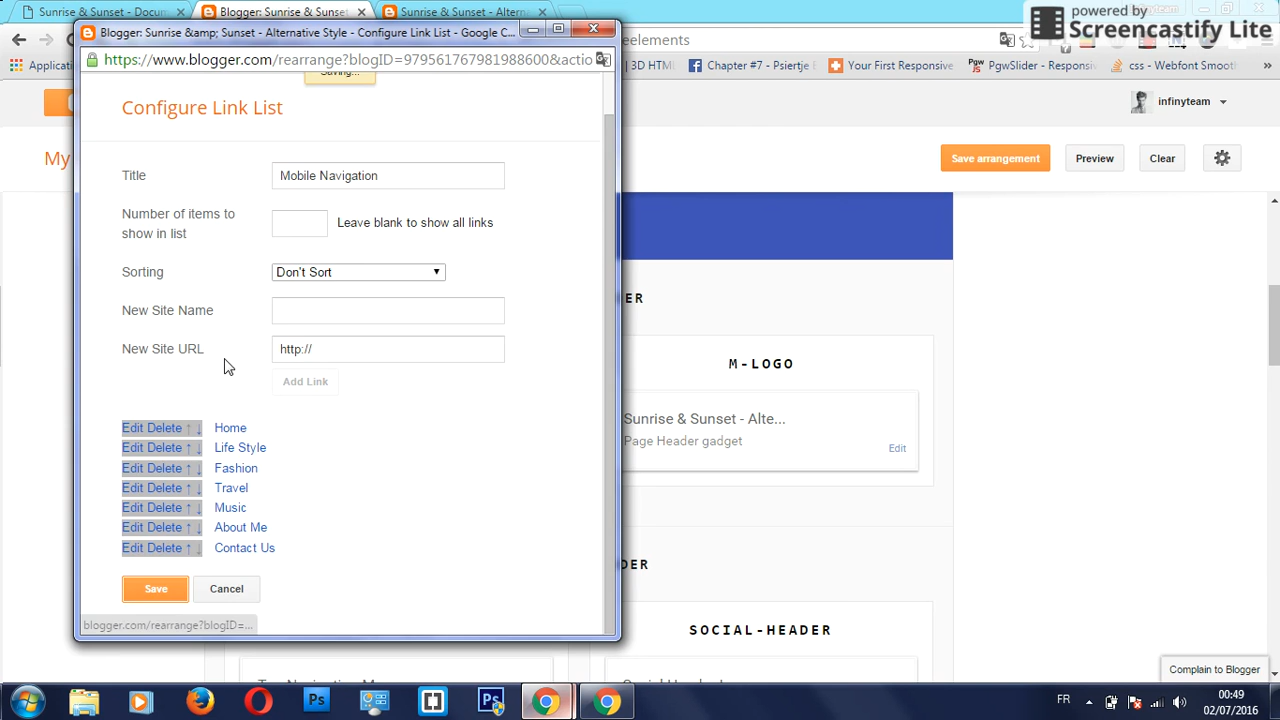 Sunrise & Sunset - Docum
Blogger: Sunrise & Sunset
Sunrise & Sunset - Altern
powered by
Screencastify Lite
Blogger: Sunrise &amp; Sunset - Alternative Style - Configure Link List - Google C...
https://www.blogger.com/rearrange?blogID=979561767981988600&actio
eelements
Applicatio
3D HTML
Chapter #7 - Psiertje
Your First Responsive
PgwSlider - Responsiv
css - Webfont Smooth
»
Saving...
infinyteam
My
Configure Link List
Save arrangement
Preview
Clear
Title
Mobile Navigation
Number of items to
show in list
Leave blank to show all links
Sorting
Don't Sort
New Site Name
New Site URL
http://
Add Link
Edit Delete ↑ ↓ Home
Edit Delete ↑ ↓ Life Style
Edit Delete ↑ ↓ Fashion
Edit Delete ↑ ↓ Travel
Edit Delete ↑ ↓ Music
Edit Delete ↑ ↓ About Me
Edit Delete ↑ ↓ Contact Us
Save
Cancel
blogger.com/rearrange?blogID=...
ER
M-LOGO
Sunrise & Sunset - Alte...
Page Header gadget
Edit
DER
SOCIAL-HEADER
Complain to Blogger
FR
00:49
02/07/2016